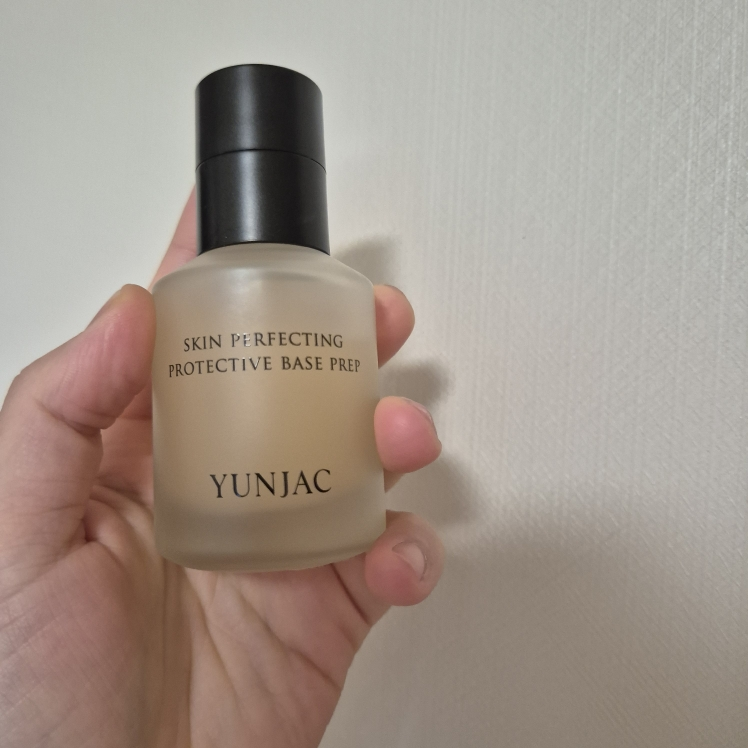 SKIN PERFECTING
PROTECTIVE BASE PREP
YUNJAC